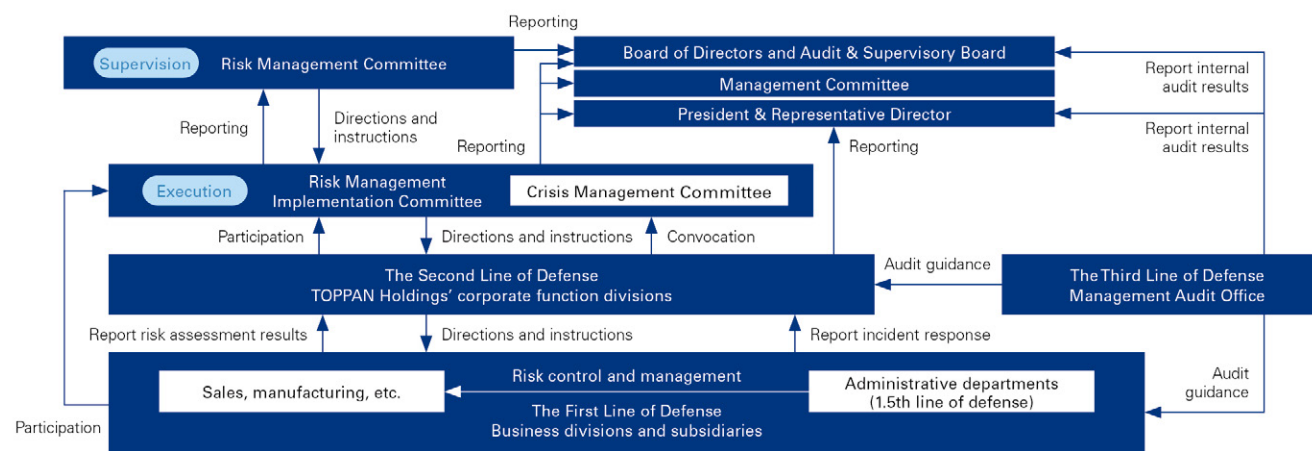 Reporting
Supervision
Risk Management Committee
Board of Directors and Audit & Supervisory Board
Management Committee
President & Representative Director
Report internal
audit results
Reporting
Directions and
instructions
Reporting
Reporting
Report internal
audit results
Execution
Risk Management
Implementation Committee
Crisis Management Committee
Participation
Directions and instructions
Convocation
The Second Line of Defense
TOPPAN Holdings' corporate function divisions
Audit guidance
The Third Line of Defense
Management Audit Office
Report risk assessment results
Directions and instructions
Report incident response
Sales, manufacturing, etc.
Risk control and management
Administrative departments
(1.5th line of defense)
The First Line of Defense
Business divisions and subsidiaries
Audit
guidance
Participation